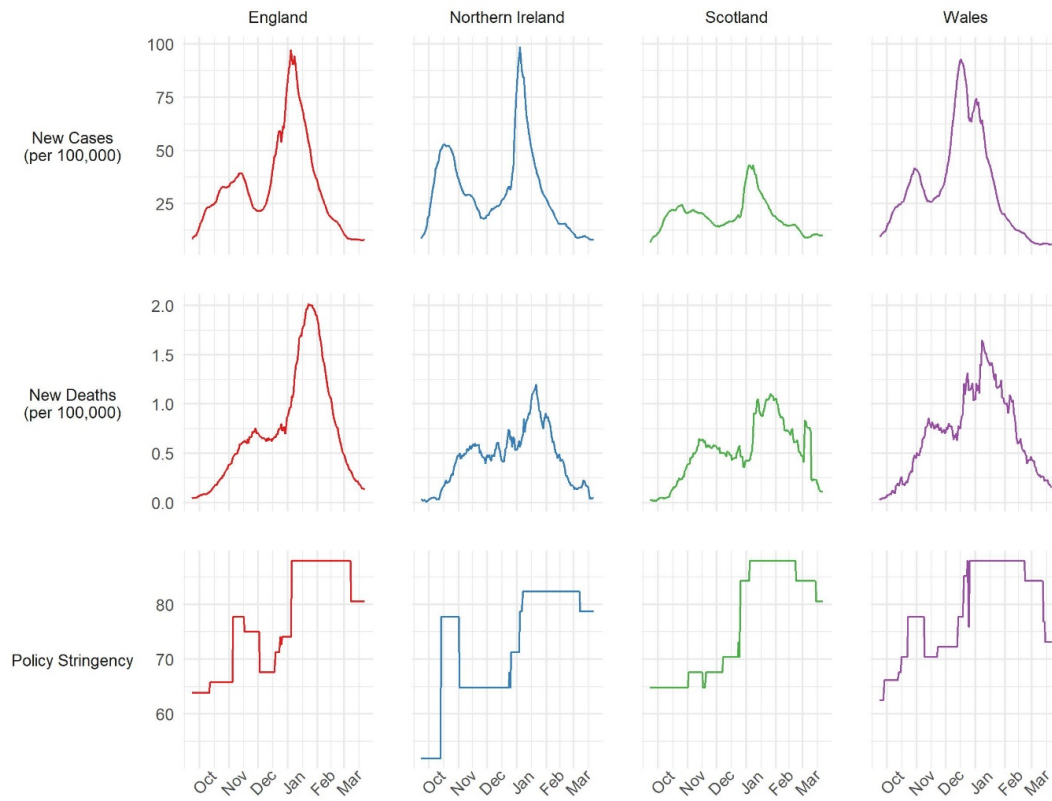 England
Northern Ireland
Scotland
Wales
New Cases
(per 100,000)
100
75
50
25
New Deaths
(per 100,000)
2.0
1.5
1.0
0.5
0.0
Policy Stringency
80
70
60
Oct Nov Dec Jan Feb Mar
Oct Nov Dec Jan Feb Mar
Oct Nov Dec Jan Feb Mar
Oct Nov Dec Jan Feb Mar